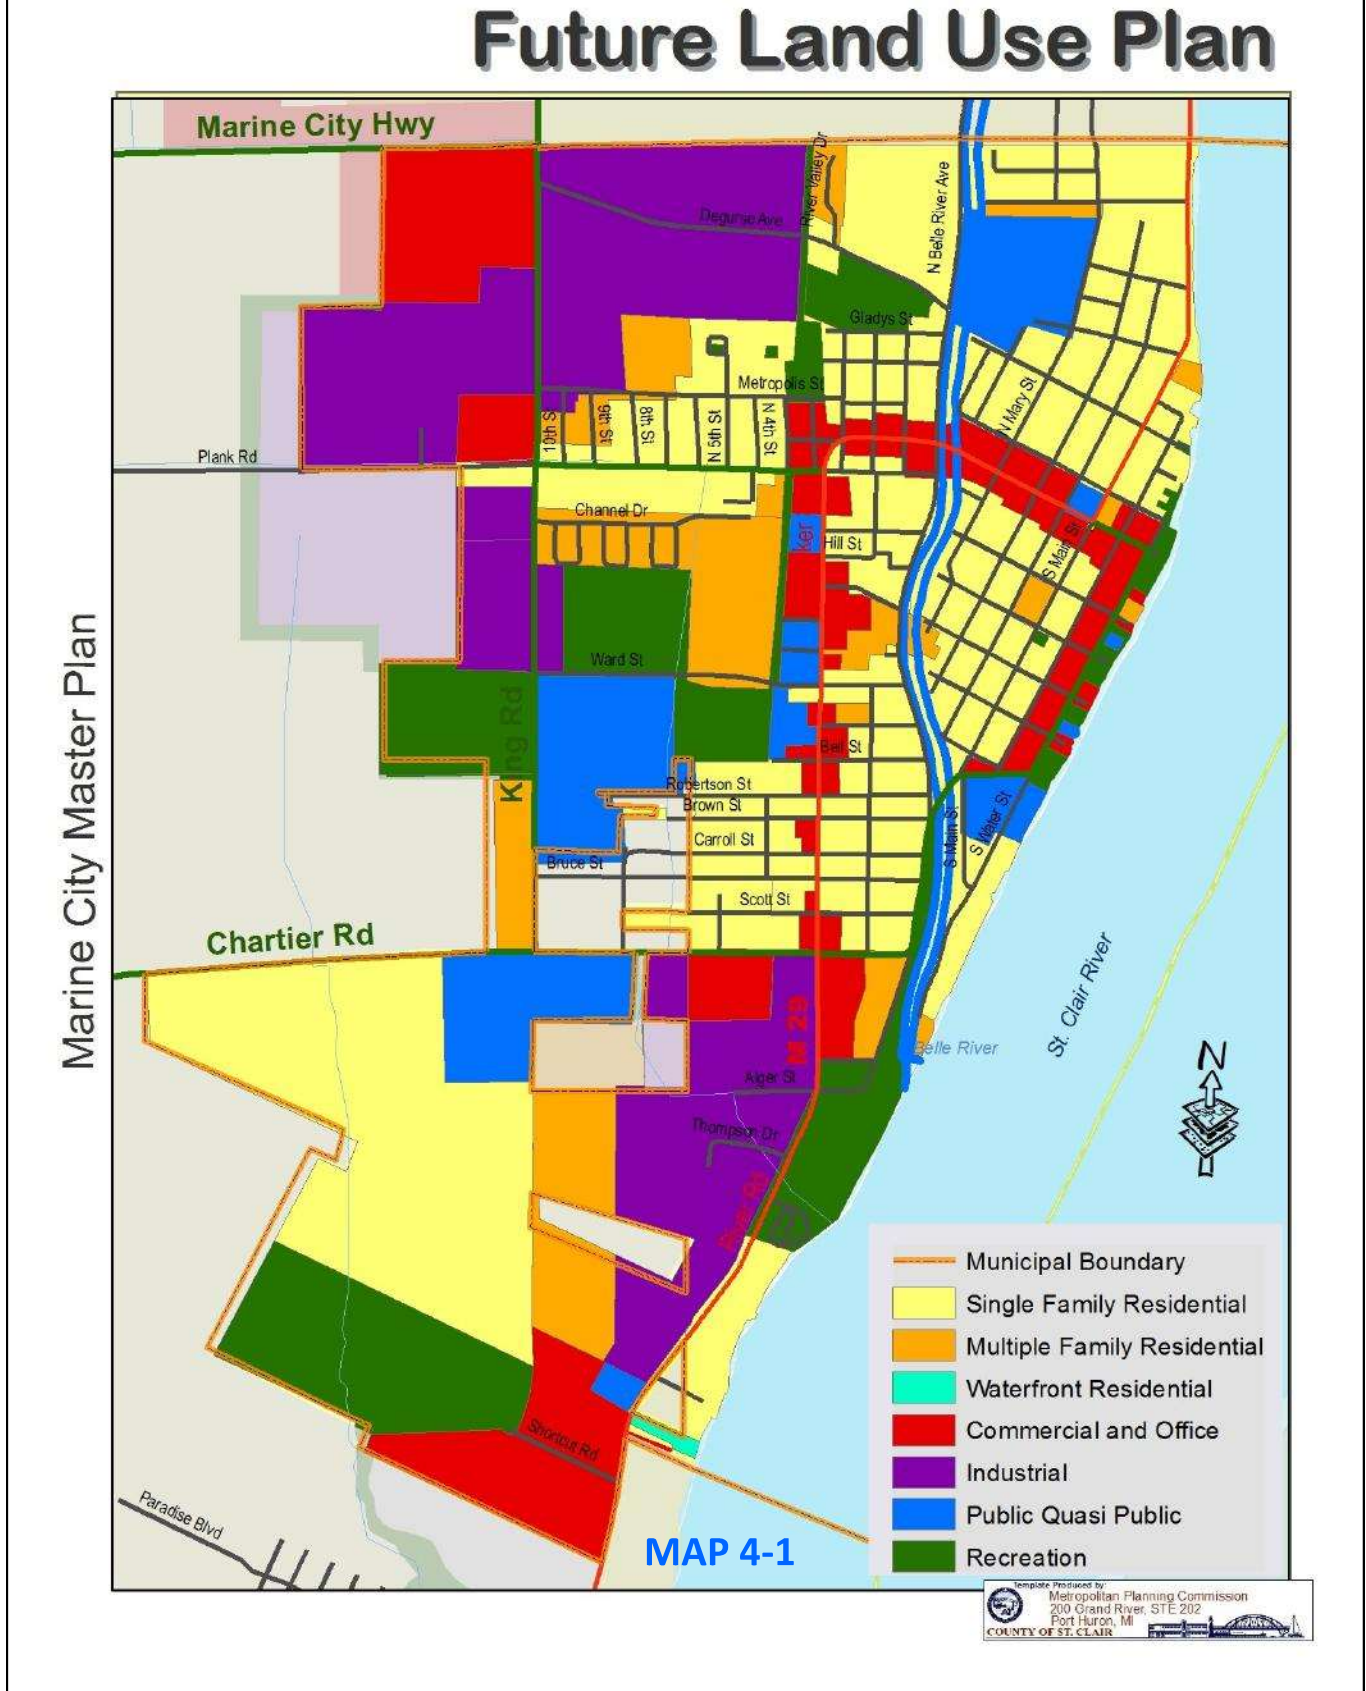 Future Land Use Plan
Marine City Master Plan
Marine City Hwy
River Valley Dr
N Belle River Ave
Degurse Ave
Gladys St
Metropolis St
10th St
9th St
8th St
N 5th St
N 4th St
N Mary St
Plank Rd
Channel Dr
ker
Hill St
S Main St
Ward St
King Rd
Bell St
Robertson St
Brown St
Carroll St
Bruce St
Scott St
S Main St
S Water St
Chartier Rd
St. Clair River
Belle River
M 29
Alger St
Thompson Dr
River Rd
Shortcut Rd
Paradise Blvd
N
Municipal Boundary
Single Family Residential
Multiple Family Residential
Waterfront Residential
Commercial and Office
Industrial
Public Quasi Public
Recreation
MAP 4-1
Template Produced by:
Metropolitan Planning Commission
200 Grand River, STE 202
Port Huron, MI
COUNTY OF ST. CLAIR